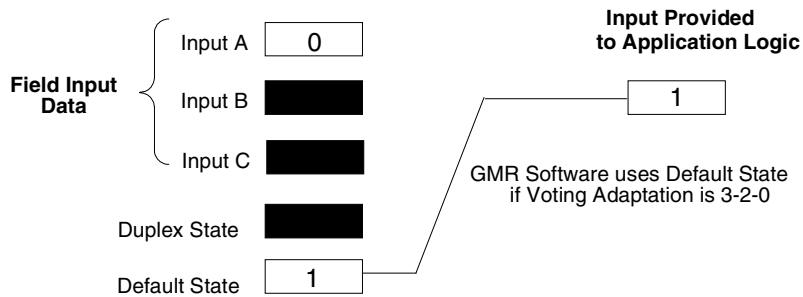 Input Provided
to Application Logic
Input A 0
Field Input
Data
Input B
Input C
1
GMR Software uses Default State
if Voting Adaptation is 3-2-0
Duplex State
Default State 1